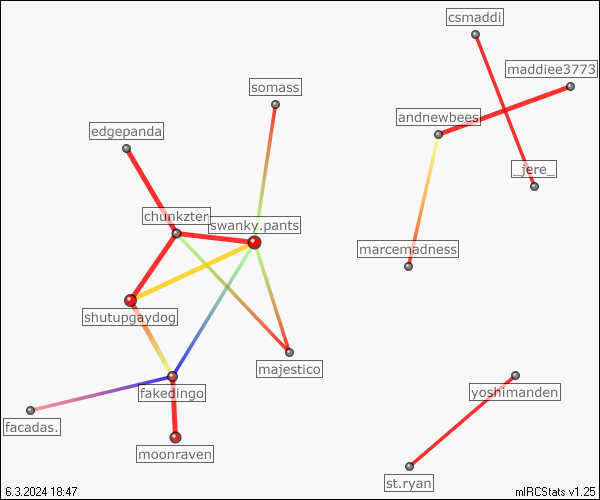 csmaddi
maddiee3773
somass
andnewbees
edgepanda
_jere_
chunkzter
swanky.pants
marcemadness
shutupgaydog
majestico
fakedingo
yoshimanden
facadas.
moonraven
st.ryan
6.3.2024 18:47
mIRCStats v1.25